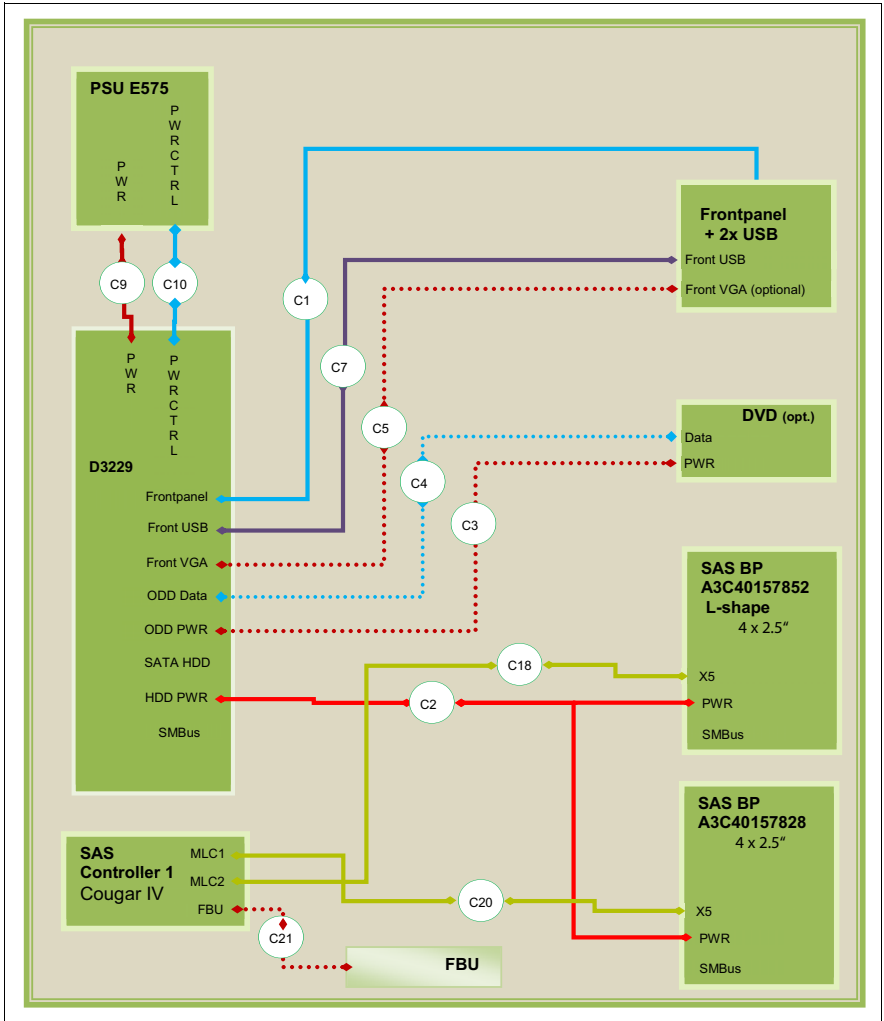 PSU E575
PWR
PWRCTRL
C9
C10
C1
Frontpanel
+ 2x USB
Front USB
Front VGA (optional)
C7
C5
C4
C3
DVD (opt.)
Data
PWR
PWR
PWRCTRL
D3229
Frontpanel
Front USB
Front VGA
ODD Data
ODD PWR
SATA HDD
HDD PWR
SMBus
C18
C2
SAS BP
A3C40157852
L-shape
4 x 2.5“
X5
PWR
SMBus
SAS
Controller 1
Cougar IV
MLC1
MLC2
FBU
C20
C21
FBU
SAS BP
A3C40157828
4 x 2.5“
X5
PWR
SMBus